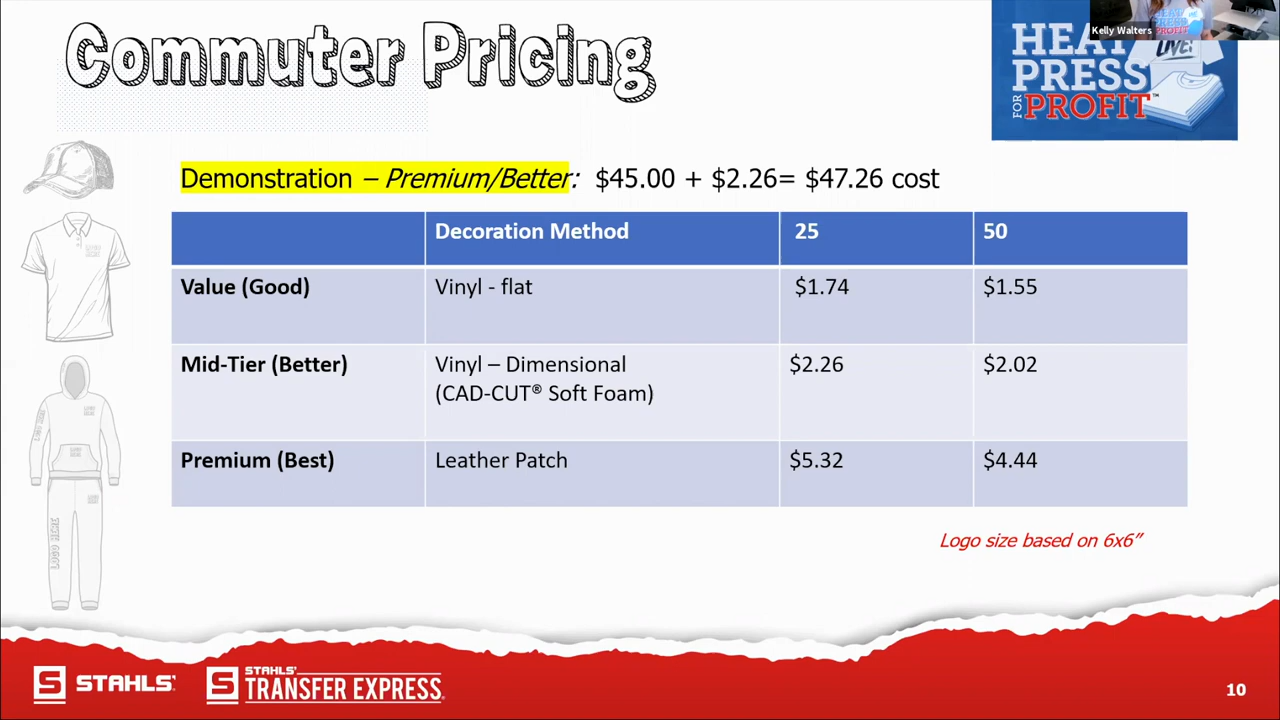 Commuter Pricing
Kelly Walters
HEAT
PRESS
FOR PROFIT™
LIVE!
Demonstration – Premium/Better: $45.00 + $2.26= $47.26 cost
Decoration Method 25 50
Value (Good) Vinyl - flat $1.74 $1.55
Mid-Tier (Better) Vinyl – Dimensional $2.26 $2.02
(CAD-CUT® Soft Foam)
Premium (Best) Leather Patch $5.32 $4.44
Logo size based on 6x6”
LOGO HERE
S STAHLS'
S STAHLS'
TRANSFER EXPRESS
10